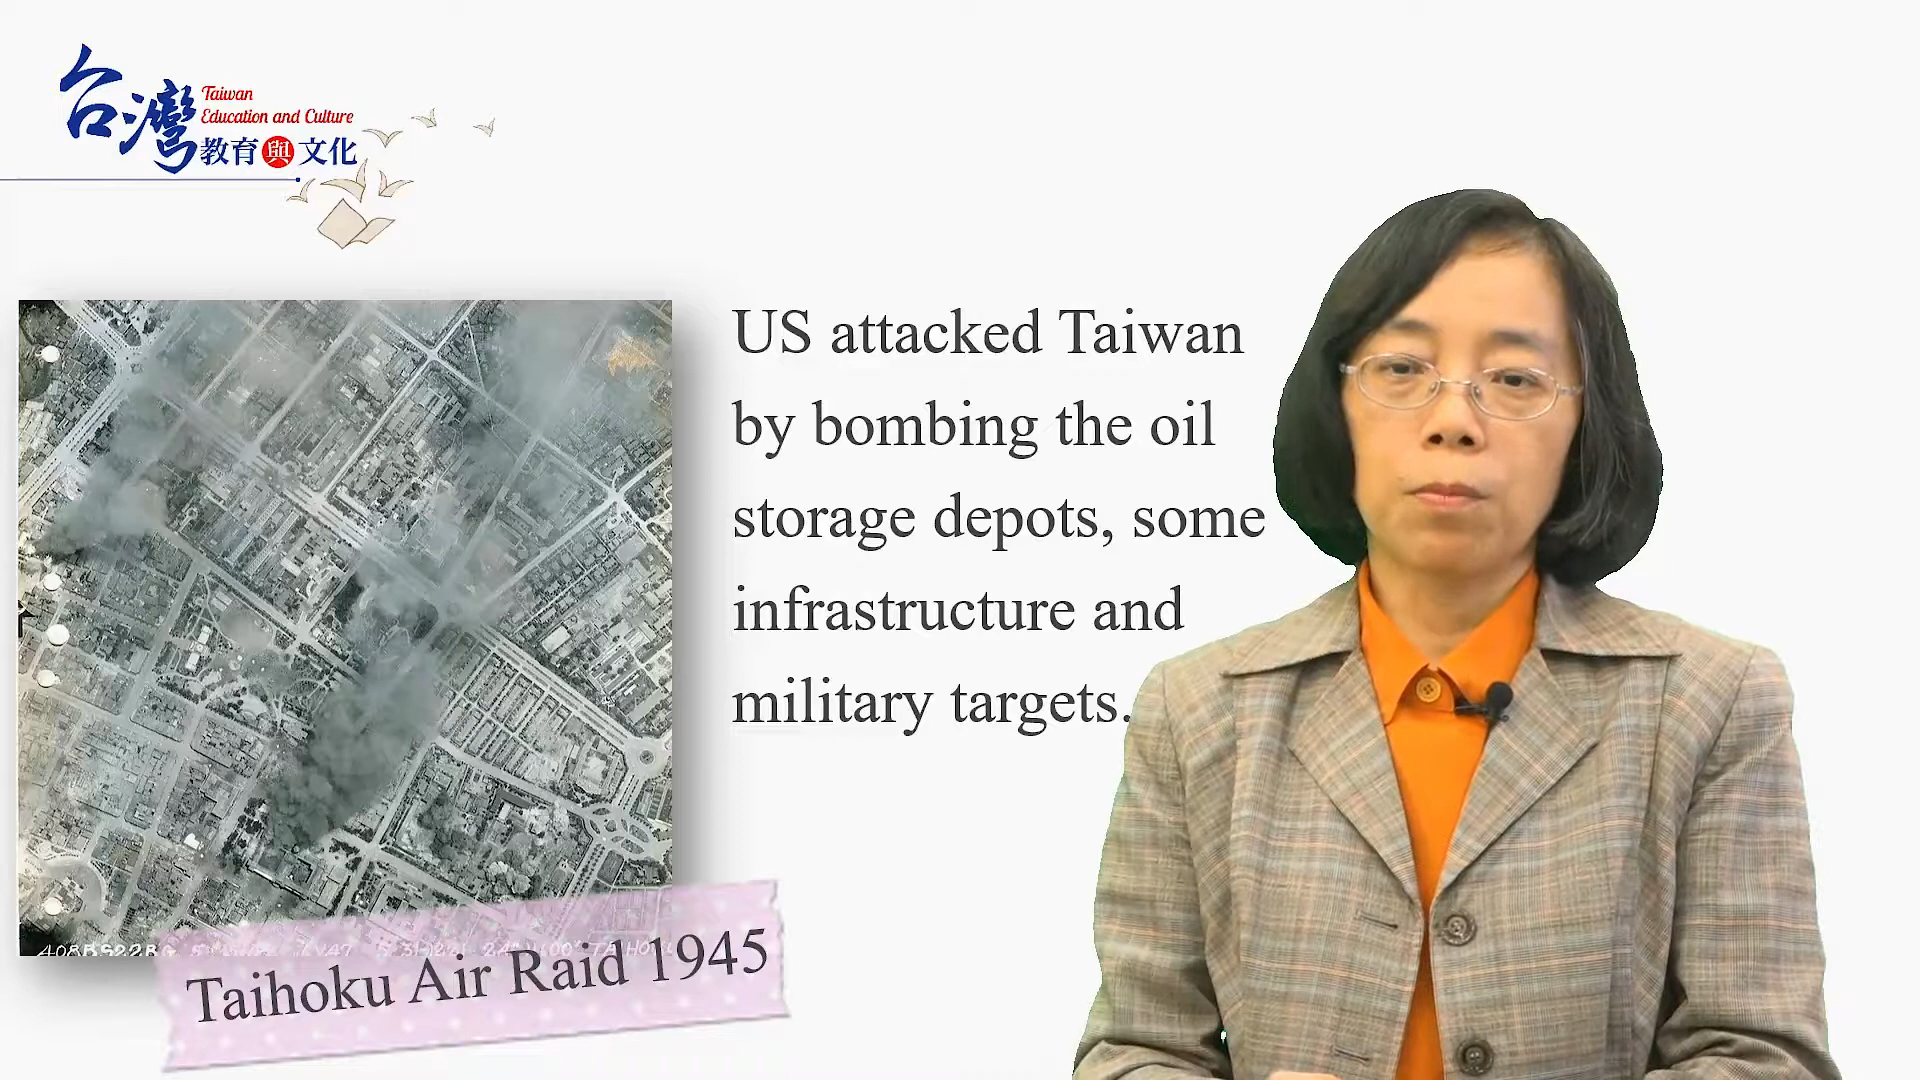 台灣
Taiwan
Education and Culture
教育與文化
US attacked Taiwan
by bombing the oil
storage depots, some
infrastructure and
military targets.
Taihoku Air Raid 1945